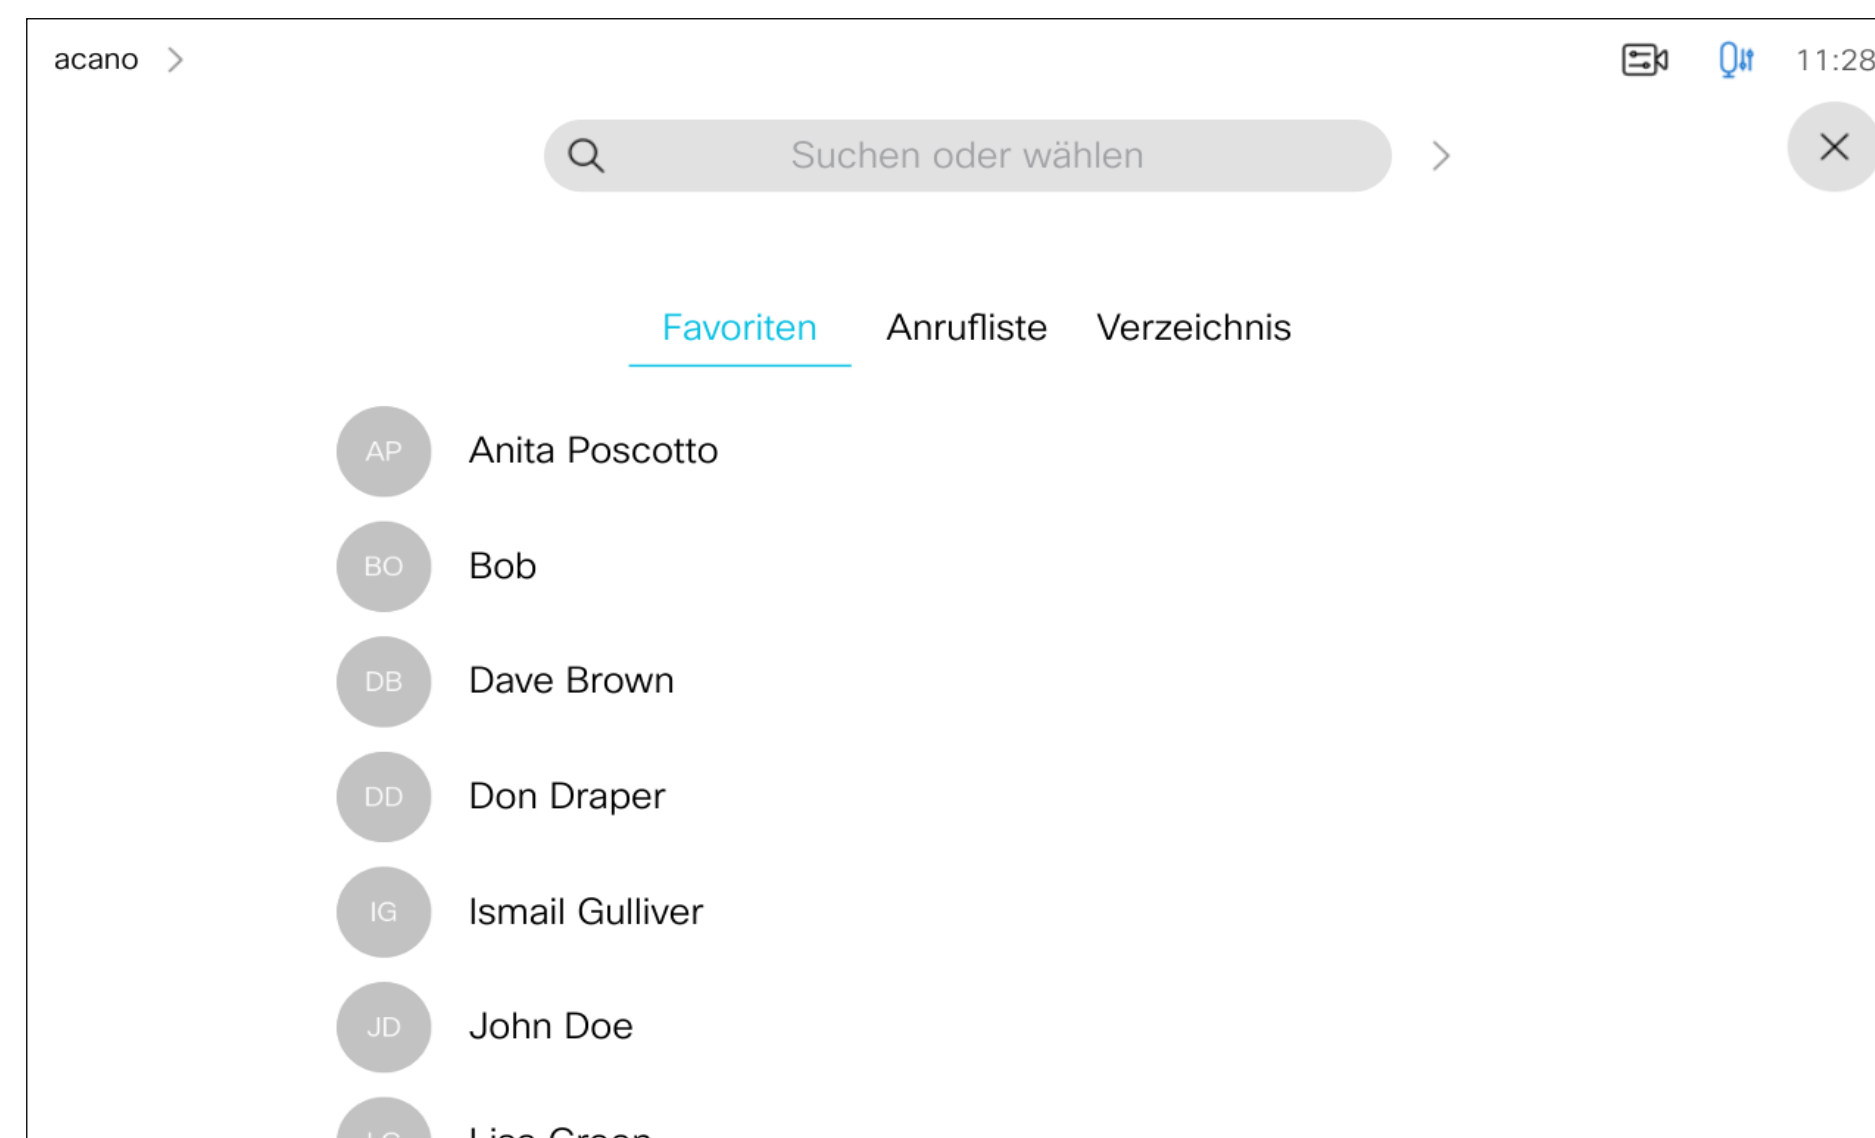 acano
11:28
Suchen oder wählen
Favoriten Anrufliste Verzeichnis
AP Anita Poscotto
BO Bob
DB Dave Brown
DD Don Draper
IG Ismail Gulliver
JD John Doe